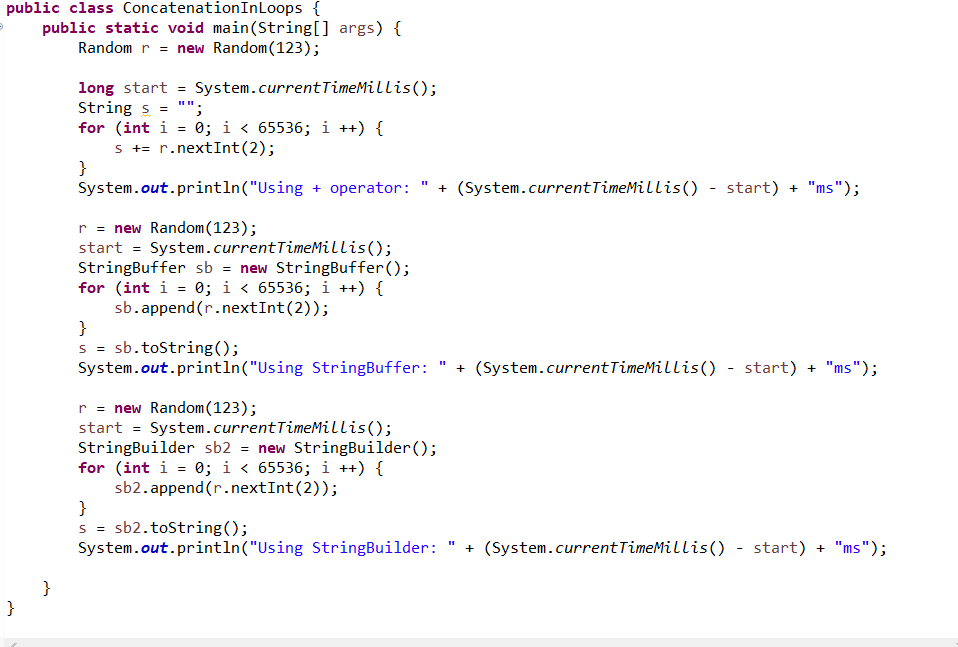 public class ConcatenationInLoops {
    public static void main(String[] args) {
        Random r = new Random(123);

        long start = System.currentTimeMillis();
        String s = "";
        for (int i = 0; i < 65536; i ++) {
            s += r.nextInt(2);
        }
        System.out.println("Using + operator: " + (System.currentTimeMillis() - start) + "ms");

        r = new Random(123);
        start = System.currentTimeMillis();
        StringBuffer sb = new StringBuffer();
        for (int i = 0; i < 65536; i ++) {
            sb.append(r.nextInt(2));
        }
        s = sb.toString();
        System.out.println("Using StringBuffer: " + (System.currentTimeMillis() - start) + "ms");

        r = new Random(123);
        start = System.currentTimeMillis();
        StringBuilder sb2 = new StringBuilder();
        for (int i = 0; i < 65536; i ++) {
            sb2.append(r.nextInt(2));
        }
        s = sb2.toString();
        System.out.println("Using StringBuilder: " + (System.currentTimeMillis() - start) + "ms");

    }
}